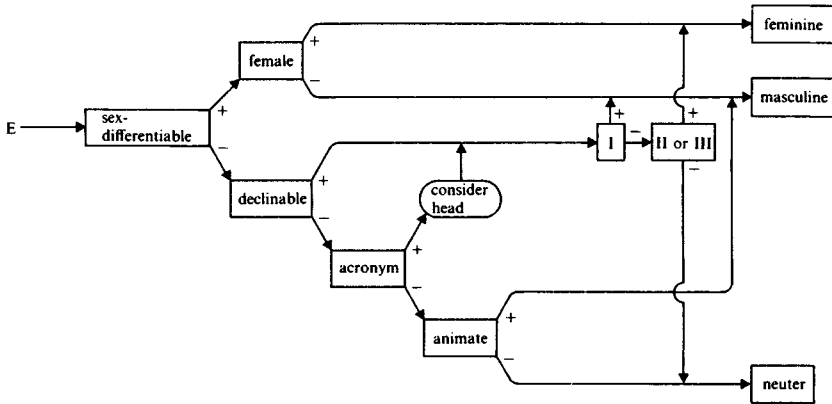 feminine
+
female
−
masculine
E
sex-
differentiable
+
−
+
I
−
+
II or III
−
declinable
+
−
consider
head
acronym
+
−
animate
+
−
neuter